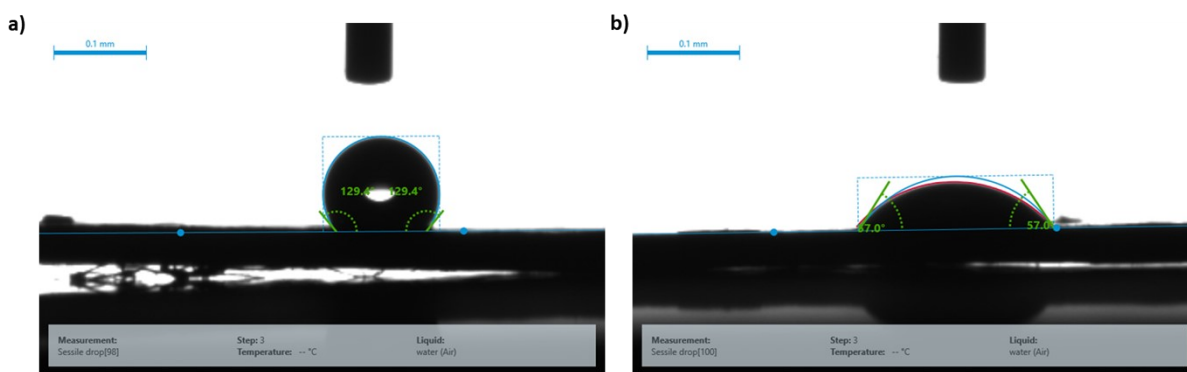 a)
0.1 mm
129.4° 129.4°
Measurement: Step: 3 Liquid:
Sessile drop[98] Temperature: -- °C water (Air)
b)
0.1 mm
57.0° 57.0°
Measurement: Step: 3 Liquid:
Sessile drop[100] Temperature: -- °C water (Air)